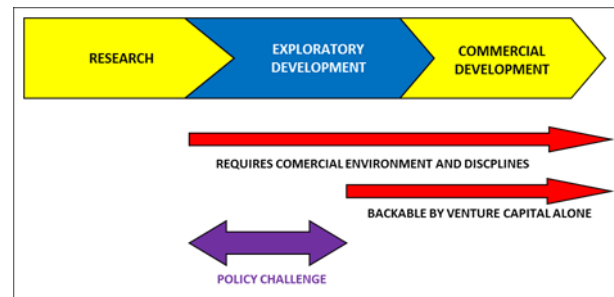 RESEARCH
EXPLORATORY
DEVELOPMENT
COMMERCIAL
DEVELOPMENT
REQUIRES COMERCIAL ENVIRONMENT AND DISCPLINES
BACKABLE BY VENTURE CAPITAL ALONE
POLICY CHALLENGE